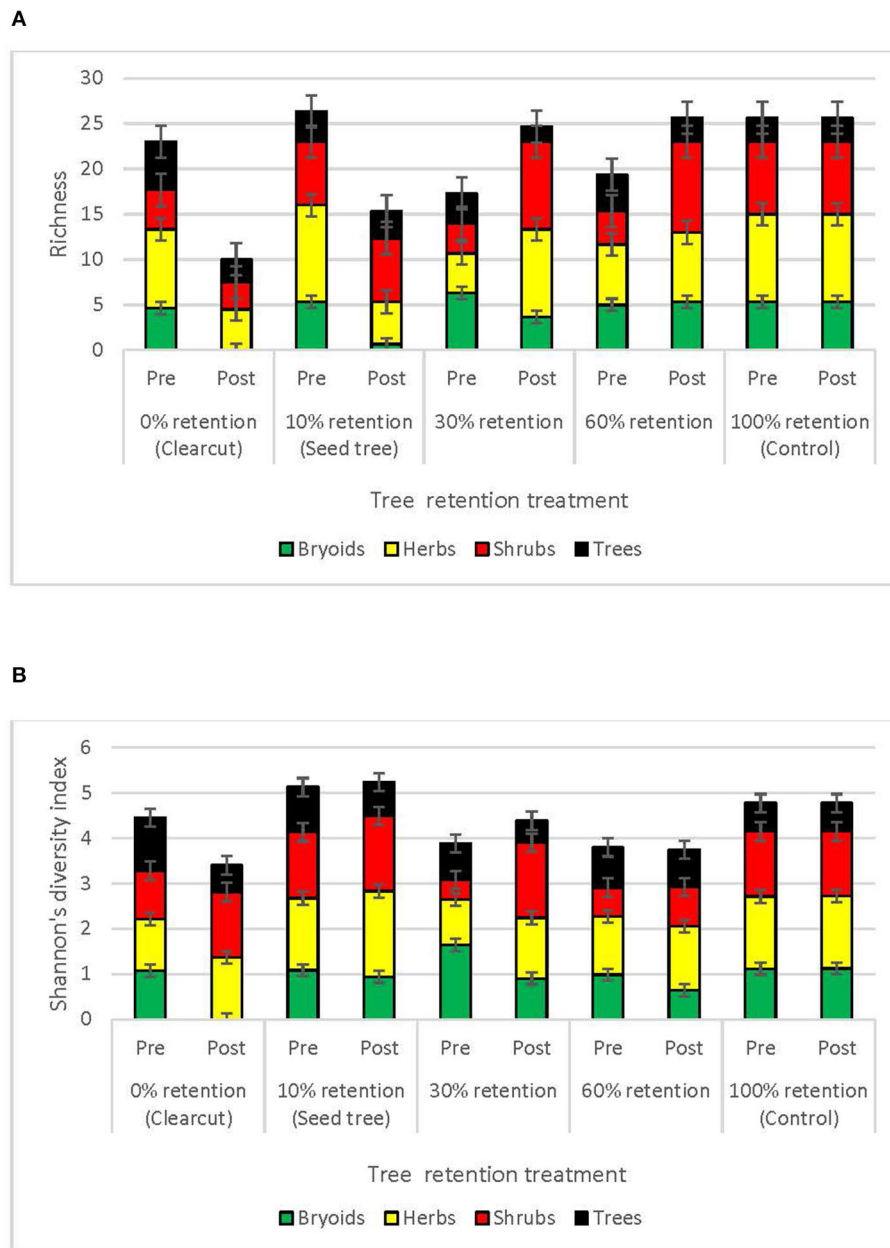 A
Richness
30
25
20
15
10
5
0
Pre Post Pre Post Pre Post Pre Post Pre Post
0% retention 10% retention 30% retention 60% retention 100% retention
(Clearcut) (Seed tree) (Control)
Tree retention treatment
Bryoids Herbs Shrubs Trees
B
Shannon's diversity index
6
5
4
3
2
1
0
Pre Post Pre Post Pre Post Pre Post Pre Post
0% retention 10% retention 30% retention 60% retention 100% retention
(Clearcut) (Seed tree) (Control)
Tree retention treatment
Bryoids Herbs Shrubs Trees